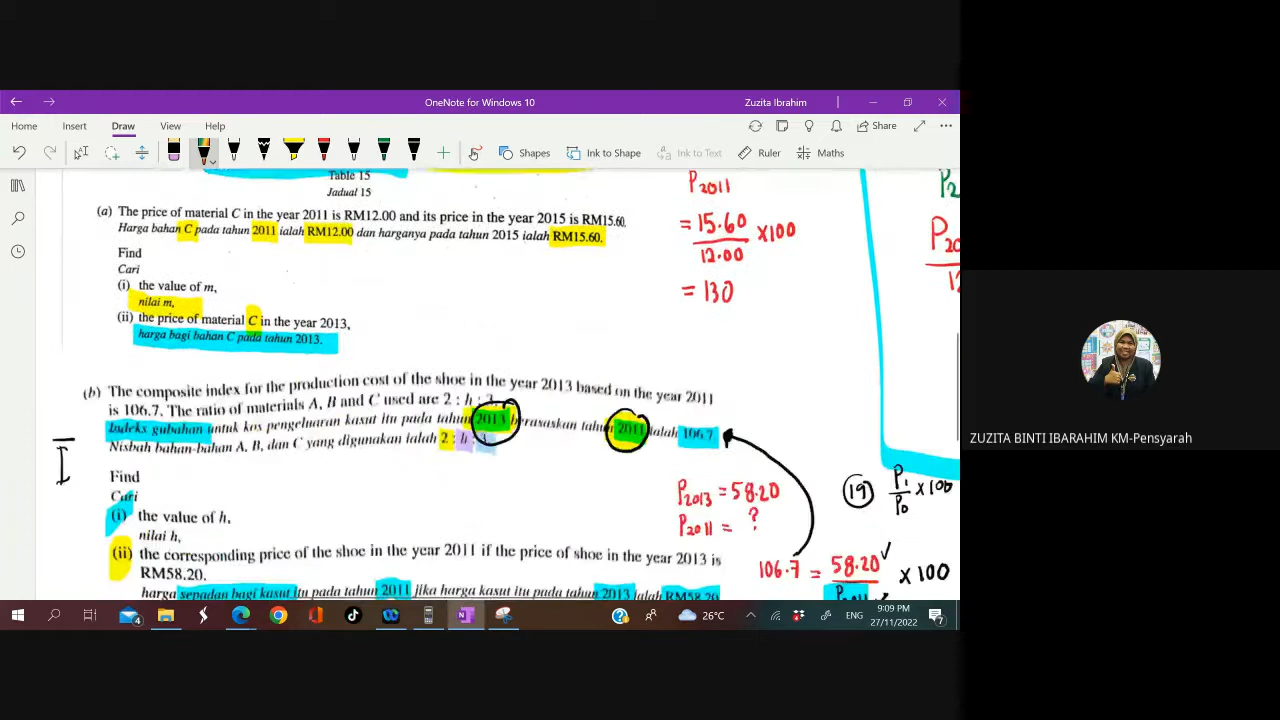 OneNote for Windows 10
Zuzita Ibrahim
Home Insert Draw View Help
Share
Shapes Ink to Shape Ink to Text Ruler Maths
Table 15
Jadual 15
(a) The price of material C in the year 2011 is RM12.00 and its price in the year 2015 is RM15.60.
Harga bahan C pada tahun 2011 ialah RM12.00 dan harganya pada tahun 2015 ialah RM15.60.
Find
Cari
(i) the value of m,
nilai m,
(ii) the price of material C in the year 2013,
harga bagi bahan C pada tahun 2013.
P2011
= 15.60
12.00
×100
= 130
(b) The composite index for the production cost of the shoe in the year 2013 based on the year 2011
is 106.7. The ratio of materials A, B and C used are 2 : h :
Indeks gubahan untuk kos pengeluaran kasut itu pada tahun 2013 berasaskan tahun 2011 ialah 106.7
Nisbah bahan-bahan A, B, dan C yang digunakan ialah 2 : h :
Find
Cari
(i) the value of h,
nilai h,
(ii) the corresponding price of the shoe in the year 2011 if the price of shoe in the year 2013 is
RM58.20.
harga sepadan bagi kasut itu pada tahun 2011 jika harga kasut itu pada tahun 2013 ialah RM58.20
P2013 = 58.20
P2011 = ?
106.7 = 58.20
P2011
× 100
(19) P1
P0
×100
ZUZITA BINTI IBARAHIM KM-Pensyarah
4
26°C
ENG
9:09 PM
27/11/2022
7